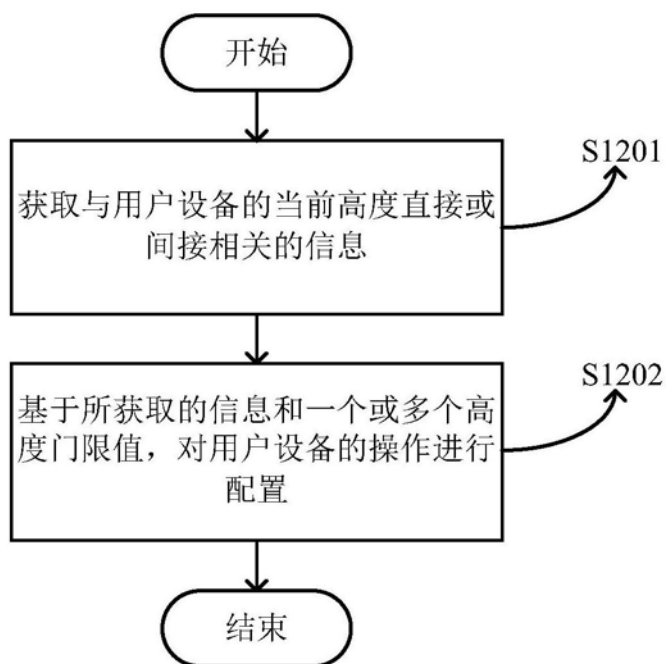 开始
S1201
获取与用户设备的当前高度直接或
间接相关的信息
S1202
基于所获取的信息和一个或多个高
度门限值，对用户设备的操作进行
配置
结束